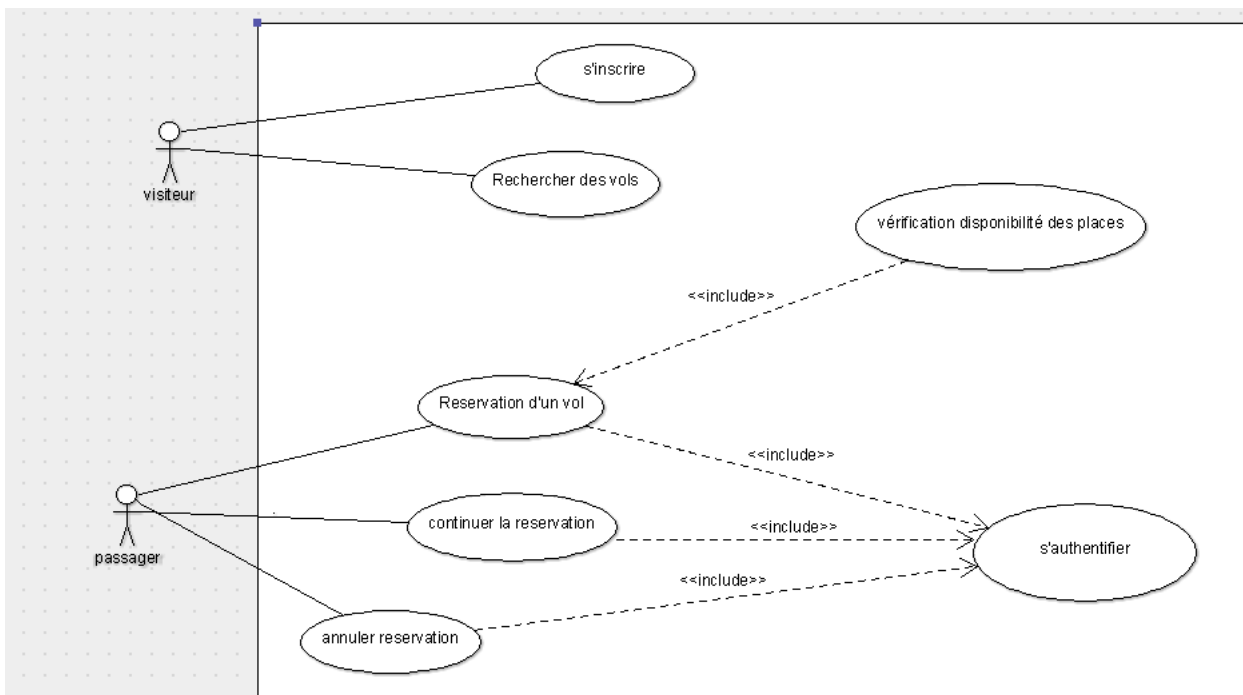 s'inscrire
visiteur
Rechercher des vols
vérification disponibilité des places
<<include>>
Reservation d'un vol
<<include>>
passager
continuer la reservation
<<include>>
s'authentifier
<<include>>
annuler reservation